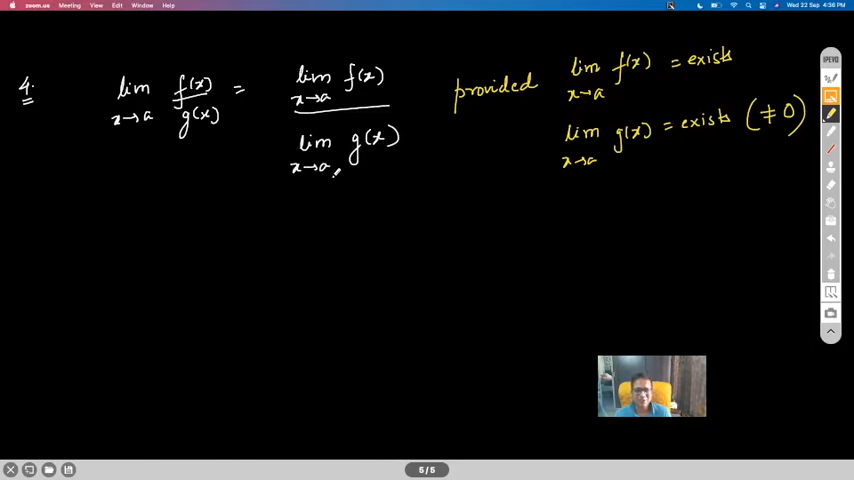 zoom.us Meeting View Edit Window Help Wed 22 Sep 4:36 PM
IPEVO
4. lim x→a f(x)/g(x) = lim x→a f(x) / lim x→a g(x) provided lim x→a f(x) = exists
lim x→a g(x) = exists (≠0)
5/5